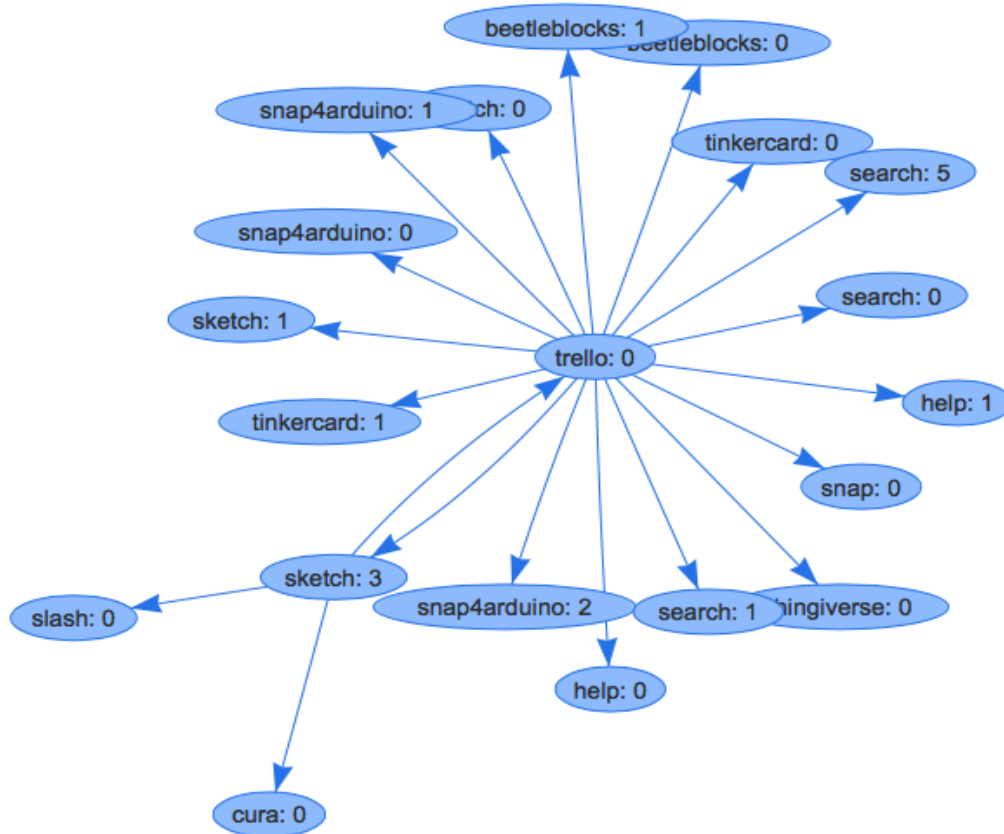 beetleblocks: 1
beetleblocks: 0
snap4arduino: 1
0
tinkercard: 0
search: 5
snap4arduino: 0
search: 0
sketch: 1
trello: 0
help: 1
tinkercard: 1
snap: 0
sketch: 3
snap4arduino: 2
search: 1
hingiverse: 0
slash: 0
help: 0
cura: 0